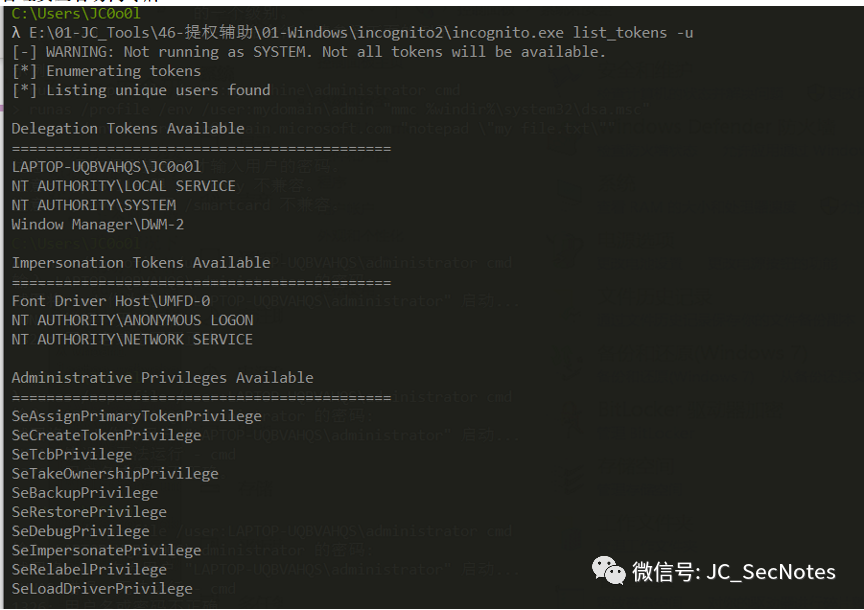 C:\Users\JC0o0l
λ E:\01-JC_Tools\46-提权辅助\01-Windows\incognito2\incognito.exe list_tokens -u
[-] WARNING: Not running as SYSTEM. Not all tokens will be available.
[*] Enumerating tokens
[*] Listing unique users found
Delegation Tokens Available
============================================
LAPTOP-UQBVAHQS\JC0o0l
NT AUTHORITY\LOCAL SERVICE
NT AUTHORITY\SYSTEM
Window Manager\DWM-2
Impersonation Tokens Available
============================================
Font Driver Host\UMFD-0
NT AUTHORITY\ANONYMOUS LOGON
NT AUTHORITY\NETWORK SERVICE
Administrative Privileges Available
============================================
SeAssignPrimaryTokenPrivilege
SeCreateTokenPrivilege
SeTcbPrivilege
SeTakeOwnershipPrivilege
SeBackupPrivilege
SeRestorePrivilege
SeDebugPrivilege
SeImpersonatePrivilege
SeRelabelPrivilege
SeLoadDriverPrivilege
微信号: JC_SecNotes